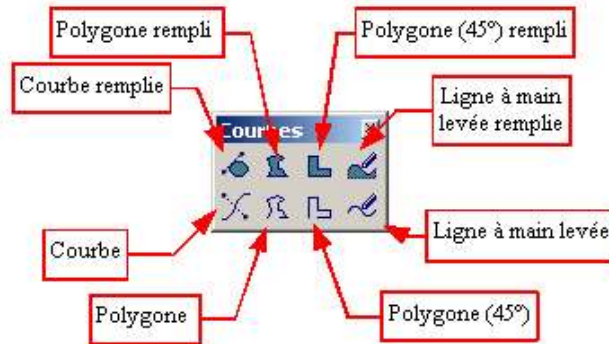 Polygone rempli
Polygone (45°) rempli
Courbe remplie
Ligne à main
levée remplie
Courbes
Courbe
Ligne à main levée
Polygone
Polygone (45°)